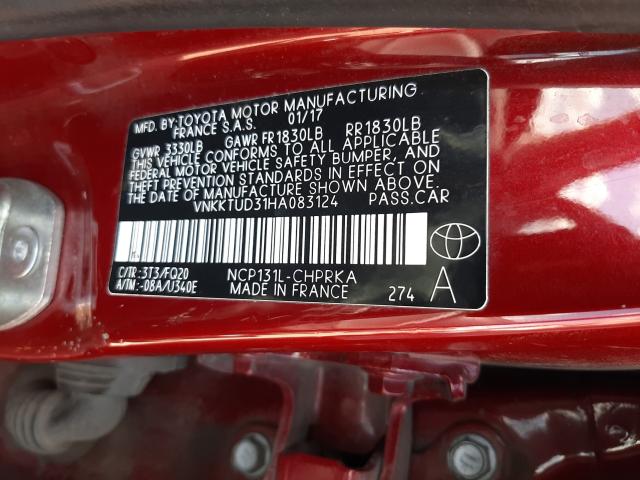 MFD. BY: TOYOTA MOTOR MANUFACTURING
FRANCE S.A.S. 01/17
GVWR 3330LB GAWR FR1830LB RR1830LB
THIS VEHICLE CONFORMS TO ALL APPLICABLE
FEDERAL MOTOR VEHICLE SAFETY, BUMPER, AND
THEFT PREVENTION STANDARDS IN EFFECT ON
THE DATE OF MANUFACTURE SHOWN ABOVE.
VNKKTUD31HA083124 PASS.CAR
C/TR: 3T3/FQ20 NCP131L-CHPRKA
A/TM: -08A/U340E MADE IN FRANCE 274 A